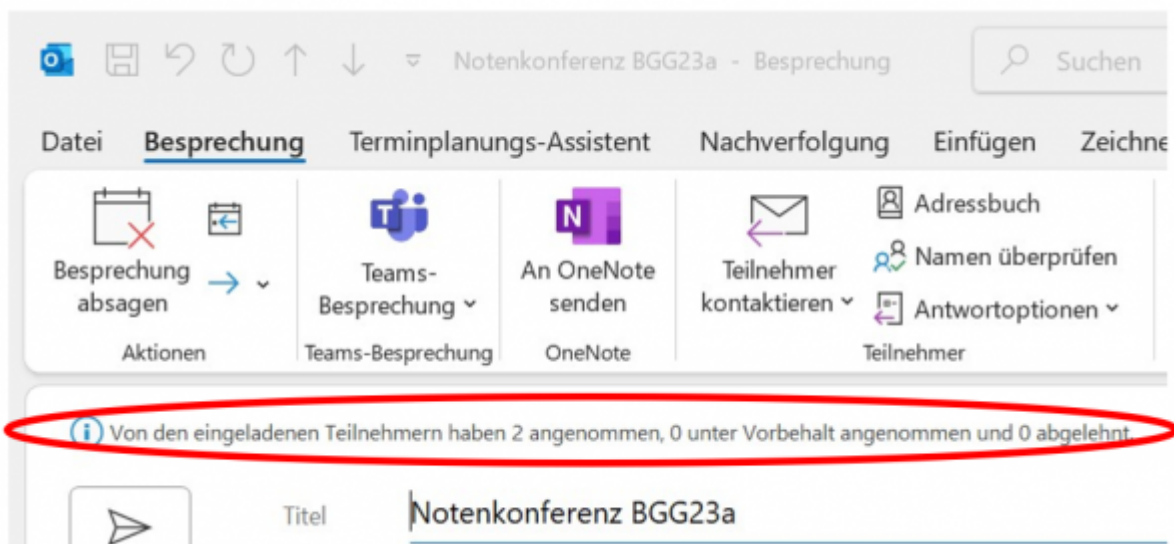 Notenkonferenz BGG23a - Besprechung
Suchen
Datei Besprechung Terminplanungs-Assistent Nachverfolgung Einfügen Zeichne
Besprechung absagen
Teams-Besprechung
An OneNote senden
Teilnehmer kontaktieren
Adressbuch
Namen überprüfen
Antwortoptionen
Aktionen
Teams-Besprechung
OneNote
Teilnehmer
Von den eingeladenen Teilnehmern haben 2 angenommen, 0 unter Vorbehalt angenommen und 0 abgelehnt.
Titel
Notenkonferenz BGG23a